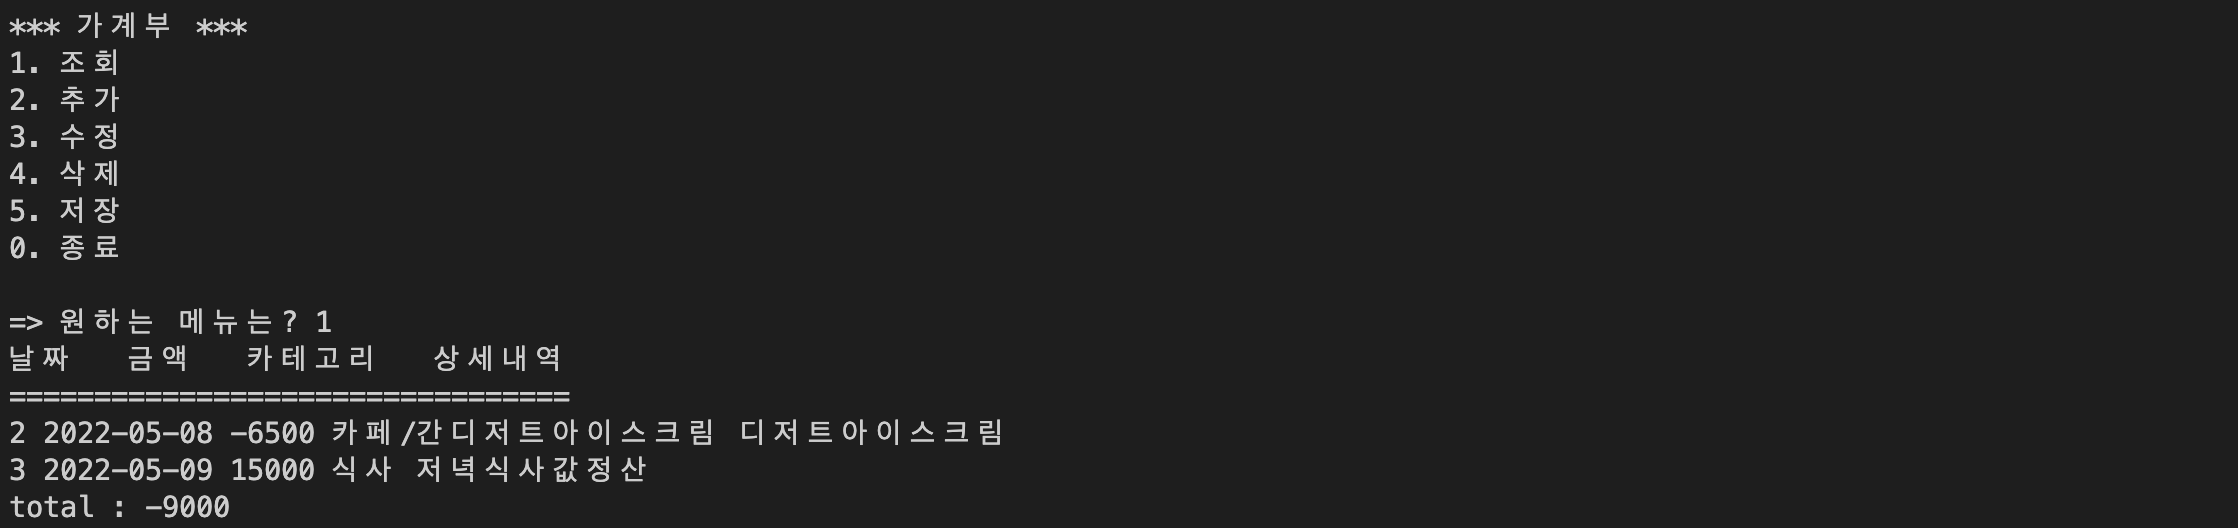 *** 가계부 ***
1. 조회
2. 추가
3. 수정
4. 삭제
5. 저장
0. 종료
=> 원하는 메뉴는? 1
날짜 금액 카테고리 상세내역
=================================
2 2022-05-08 -6500 카페/간디저트아이스크림 디저트아이스크림
3 2022-05-09 15000 식사 저녁식사값정산
total : -9000